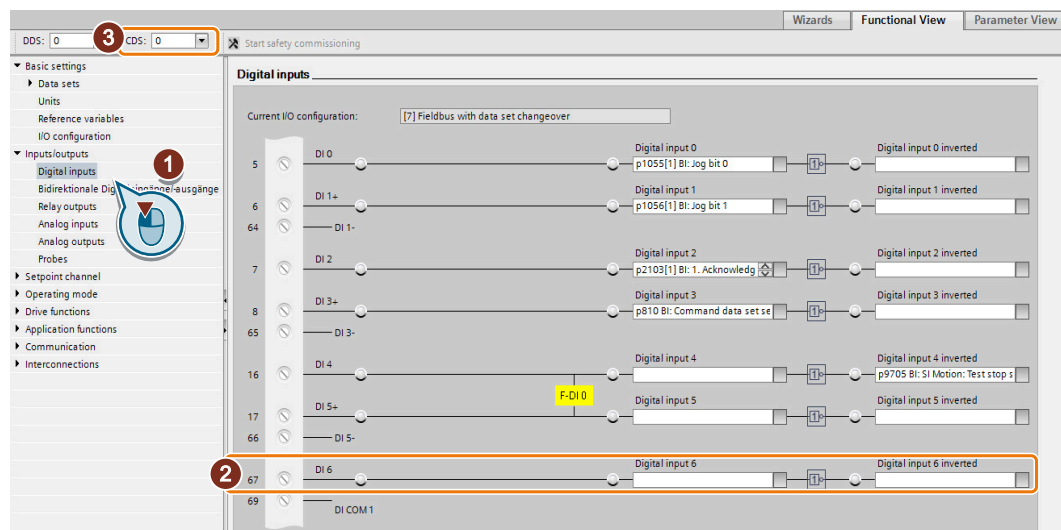 Wizards Functional View Parameter View
DDS: 0 3 CDS: 0 Start safety commissioning
Basic settings
Data sets
Units
Reference variables
I/O configuration
Inputs/outputs
Digital inputs
1
Bidirektionale Digitaleingänge/-ausgänge
Relay outputs
Analog inputs
Analog outputs
Probes
Setpoint channel
Operating mode
Drive functions
Application functions
Communication
Interconnections
Digital inputs
Current I/O configuration: [7] Fieldbus with data set changeover
Digital input 0 Digital input 0 inverted
5 DI 0 p1055[1] BI: Jog bit 0 1
Digital input 1 Digital input 1 inverted
6 DI 1+ p1056[1] BI: Jog bit 1 1
64 DI 1-
Digital input 2 Digital input 2 inverted
7 DI 2 p2103[1] BI: 1. Acknowledg 1
Digital input 3 Digital input 3 inverted
8 DI 3+ p810 BI: Command data set se 1
65 DI 3-
Digital input 4 Digital input 4 inverted
16 DI 4 1 p9705 BI: SI Motion: Test stop s
F-DI 0
Digital input 5 Digital input 5 inverted
17 DI 5+ 1
66 DI 5-
2
Digital input 6 Digital input 6 inverted
67 DI 6 1
69 DI COM 1